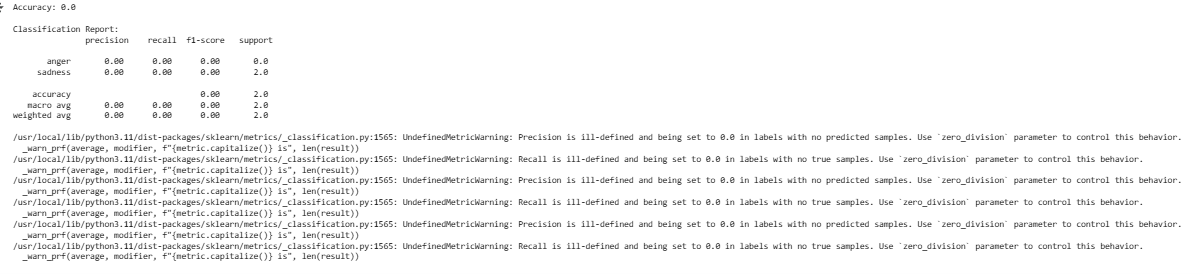 Accuracy: 0.0
Classification Report:
precision recall f1-score support
anger 0.00 0.00 0.00 0.0
sadness 0.00 0.00 0.00 2.0
accuracy 0.00 2.0
macro avg 0.00 0.00 0.00 2.0
weighted avg 0.00 0.00 0.00 2.0
/usr/local/lib/python3.11/dist-packages/sklearn/metrics/_classification.py:1565: UndefinedMetricWarning: Precision is ill-defined and being set to 0.0 in labels with no predicted samples. Use `zero_division` parameter to control this behavior.
_warn_prf(average, modifier, f"{metric.capitalize()} is", len(result))
/usr/local/lib/python3.11/dist-packages/sklearn/metrics/_classification.py:1565: UndefinedMetricWarning: Recall is ill-defined and being set to 0.0 in labels with no true samples. Use `zero_division` parameter to control this behavior.
_warn_prf(average, modifier, f"{metric.capitalize()} is", len(result))
/usr/local/lib/python3.11/dist-packages/sklearn/metrics/_classification.py:1565: UndefinedMetricWarning: Precision is ill-defined and being set to 0.0 in labels with no predicted samples. Use `zero_division` parameter to control this behavior.
_warn_prf(average, modifier, f"{metric.capitalize()} is", len(result))
/usr/local/lib/python3.11/dist-packages/sklearn/metrics/_classification.py:1565: UndefinedMetricWarning: Recall is ill-defined and being set to 0.0 in labels with no true samples. Use `zero_division` parameter to control this behavior.
_warn_prf(average, modifier, f"{metric.capitalize()} is", len(result))
/usr/local/lib/python3.11/dist-packages/sklearn/metrics/_classification.py:1565: UndefinedMetricWarning: Precision is ill-defined and being set to 0.0 in labels with no predicted samples. Use `zero_division` parameter to control this behavior.
_warn_prf(average, modifier, f"{metric.capitalize()} is", len(result))
/usr/local/lib/python3.11/dist-packages/sklearn/metrics/_classification.py:1565: UndefinedMetricWarning: Recall is ill-defined and being set to 0.0 in labels with no true samples. Use `zero_division` parameter to control this behavior.
_warn_prf(average, modifier, f"{metric.capitalize()} is", len(result))